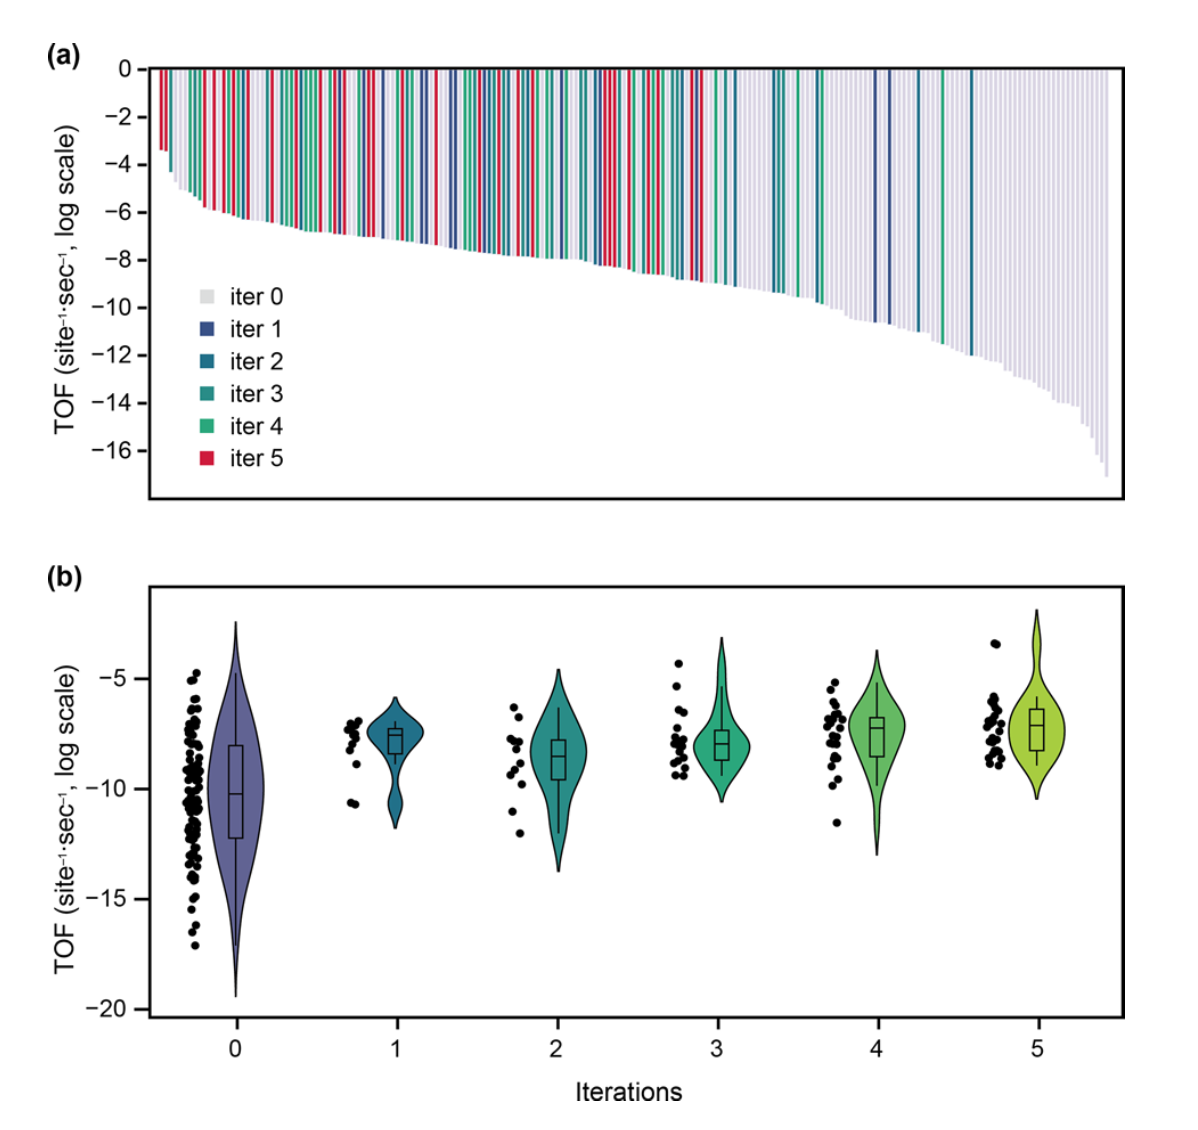 (a)
0
−2
−4
−6
−8
−10
−12
−14
−16
TOF (site⁻¹·sec⁻¹, log scale)
iter 0
iter 1
iter 2
iter 3
iter 4
iter 5
(b)
−5
−10
−15
−20
TOF (site⁻¹·sec⁻¹, log scale)
0 1 2 3 4 5
Iterations